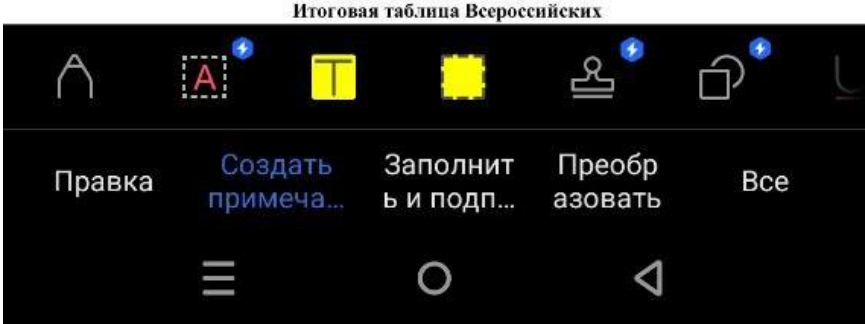 Итоговая таблица Всероссийских
A
T
Правка
Создать
примеча...
Заполнит
ь и подп...
Преобр
азовать
Все